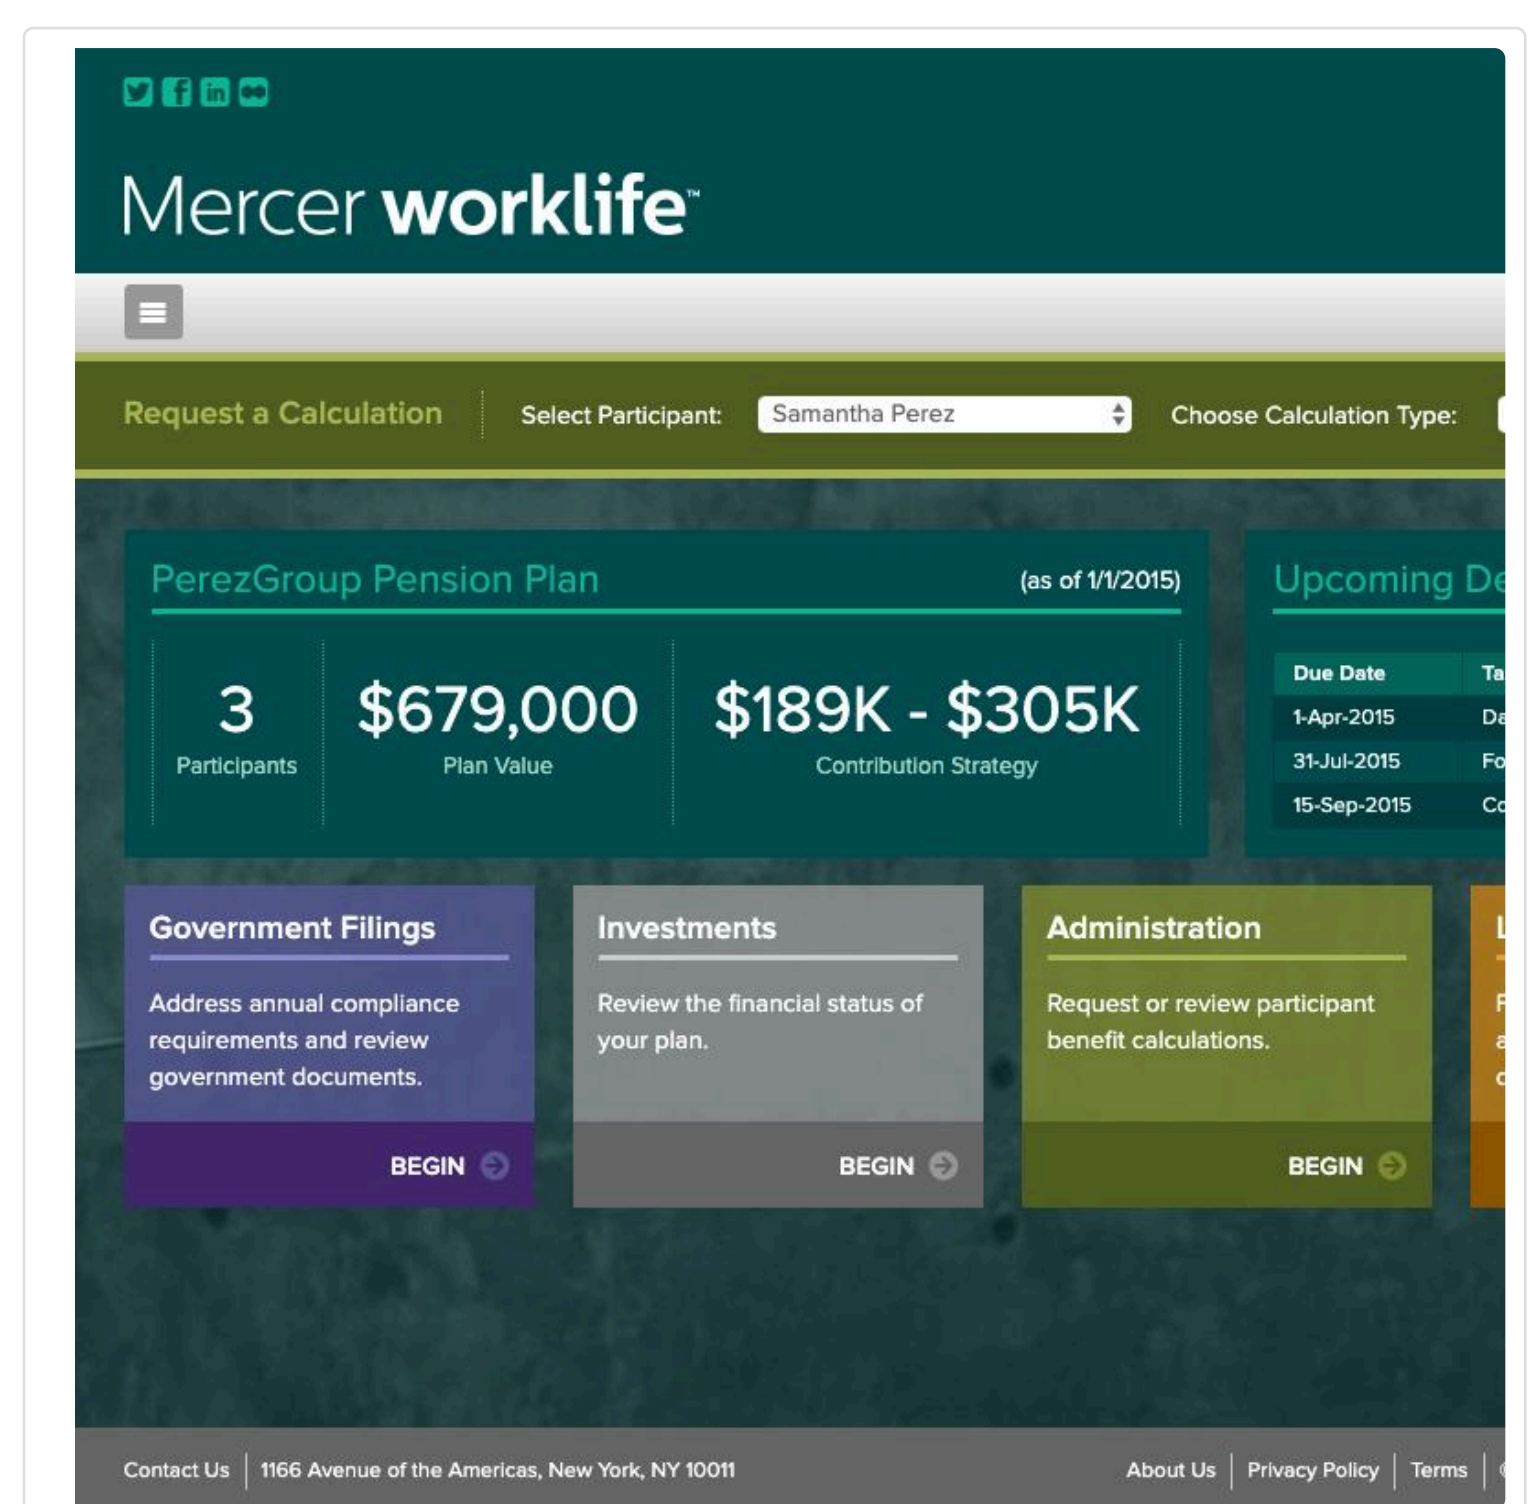 Mercer worklife™
Request a Calculation
Select Participant:
Samantha Perez
Choose Calculation Type:
PerezGroup Pension Plan
(as of 1/1/2015)
3
Participants
$679,000
Plan Value
$189K - $305K
Contribution Strategy
Upcoming
Due Date
1-Apr-2015
31-Jul-2015
15-Sep-2015
Government Filings
Address annual compliance
requirements and review
government documents.
BEGIN
Investments
Review the financial status of
your plan.
BEGIN
Administration
Request or review participant
benefit calculations.
BEGIN
Contact Us
1166 Avenue of the Americas, New York, NY 10011
About Us
Privacy Policy
Terms